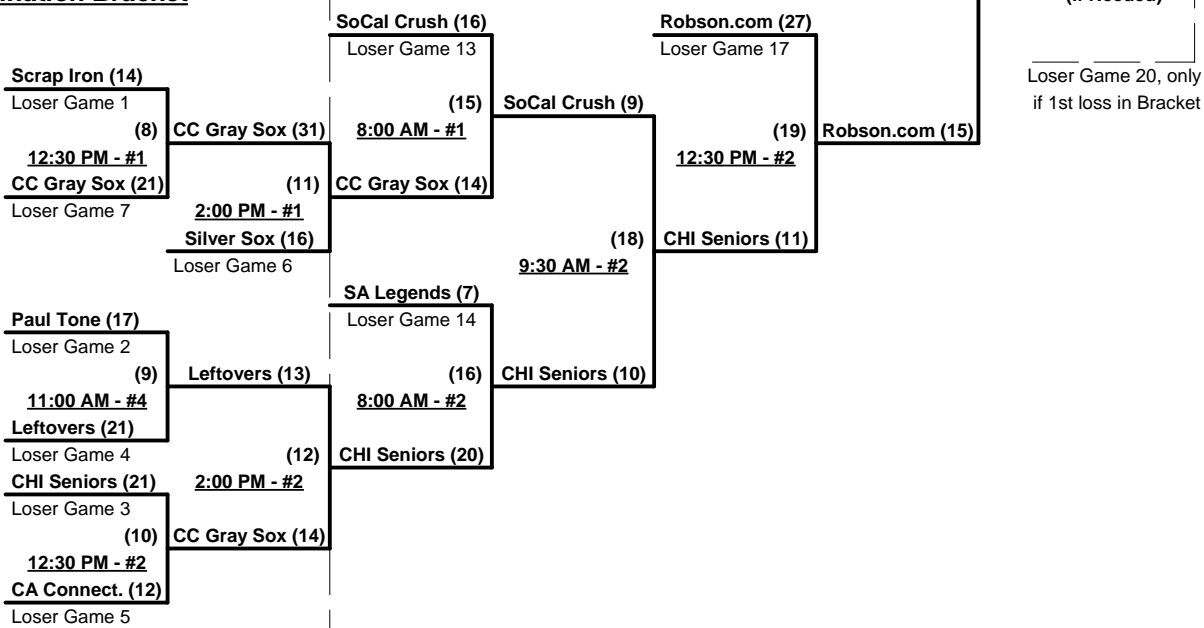 ination Bracket
(If Needed)
SoCal Crush (16)
Loser Game 13
Robson.com (27)
Loser Game 17
Loser Game 20, only
if 1st loss in Bracket
Scrap Iron (14)
Loser Game 1
(8)
12:30 PM - #1
CC Gray Sox (21)
Loser Game 7
CC Gray Sox (31)
(11)
2:00 PM - #1
Silver Sox (16)
Loser Game 6
(15)
8:00 AM - #1
CC Gray Sox (14)
SoCal Crush (9)
(18)
9:30 AM - #2
(19)
12:30 PM - #2
Robson.com (15)
CHI Seniors (11)
SA Legends (7)
Loser Game 14
Paul Tone (17)
Loser Game 2
(9)
11:00 AM - #4
Leftovers (21)
Loser Game 4
Leftovers (13)
(16)
8:00 AM - #2
CHI Seniors (10)
(12)
2:00 PM - #2
CHI Seniors (20)
CHI Seniors (21)
Loser Game 3
(10)
12:30 PM - #2
CC Gray Sox (14)
CA Connect. (12)
Loser Game 5